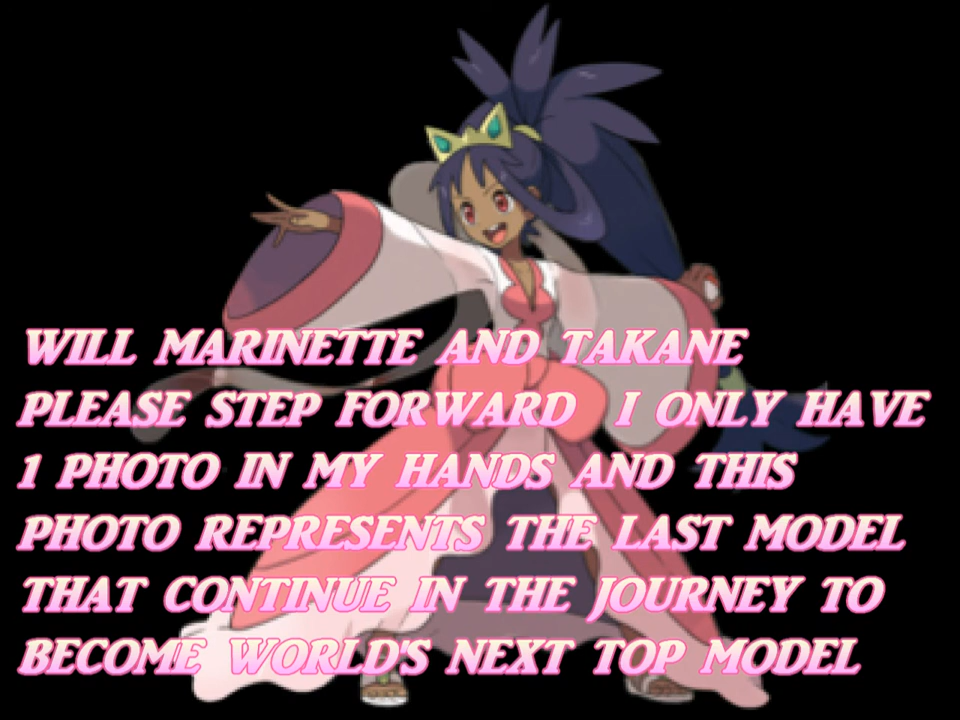 WILL MARINETTE AND TAKANE
PLEASE STEP FORWARD I ONLY HAVE
1 PHOTO IN MY HANDS AND THIS
PHOTO REPRESENTS THE LAST MODEL
THAT CONTINUE IN THE JOURNEY TO
BECOME WORLD'S NEXT TOP MODEL